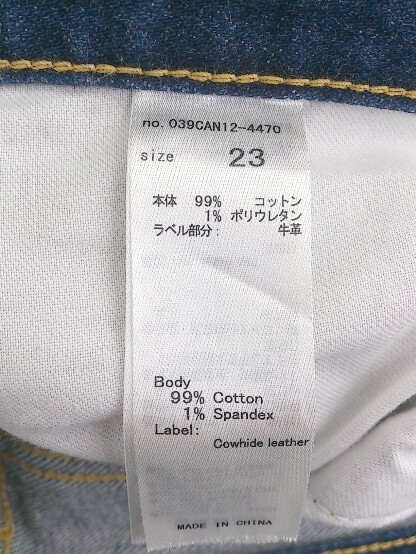 no. 039CAN12-4470
size 23
本体 99% コットン
1% ポリウレタン
ラベル部分: 牛革
Body
99% Cotton
1% Spandex
Label:
Cowhide leather
MADE IN CHINA